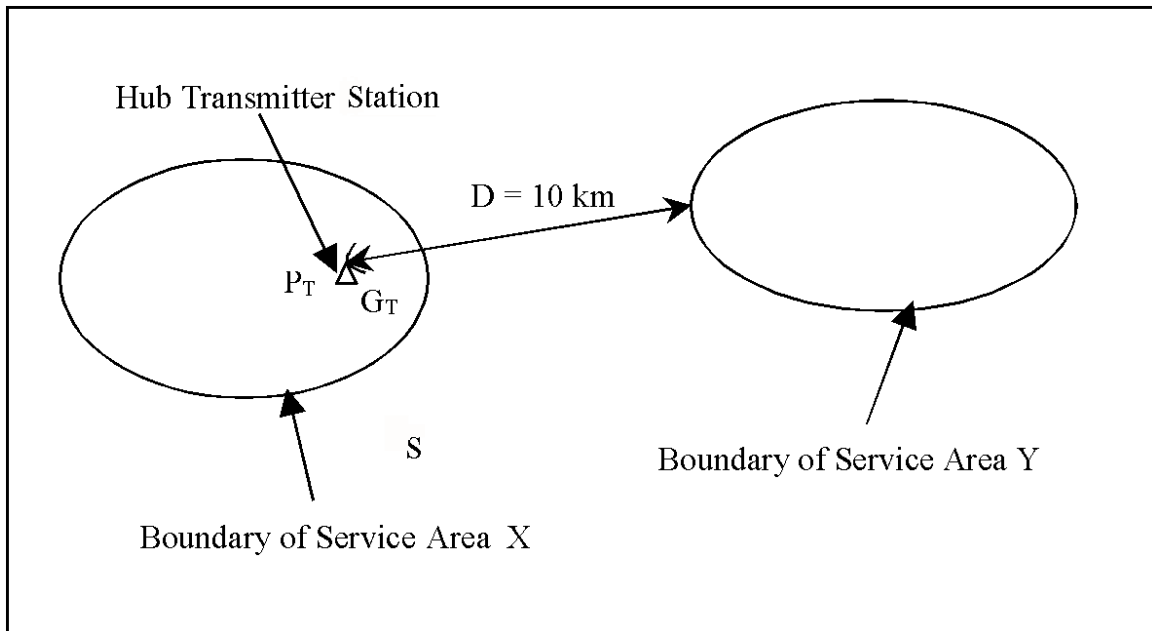 Hub Transmitter Station
D = 10 km
P_T
G_T
S
Boundary of Service Area Y
Boundary of Service Area X